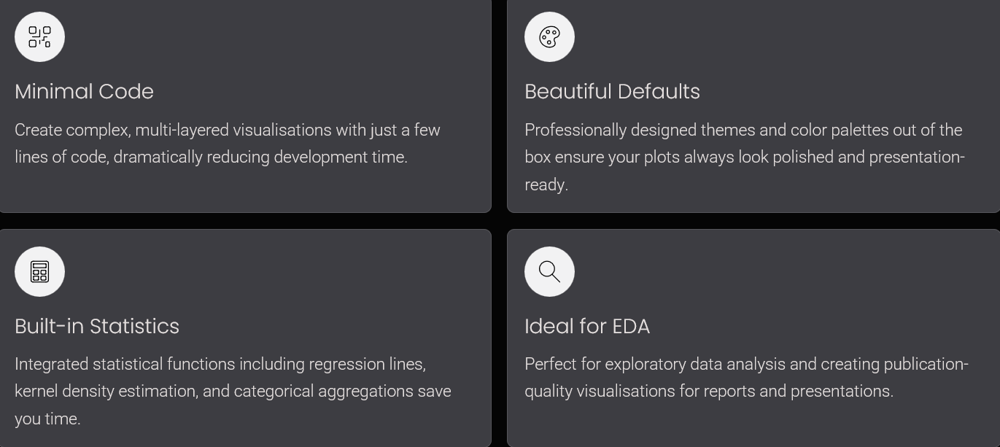 Minimal Code
Create complex, multi-layered visualisations with just a few
lines of code, dramatically reducing development time.
Beautiful Defaults
Professionally designed themes and color palettes out of the
box ensure your plots always look polished and presentation-
ready.
Built-in Statistics
Integrated statistical functions including regression lines,
kernel density estimation, and categorical aggregations save
you time.
Ideal for EDA
Perfect for exploratory data analysis and creating publication-
quality visualisations for reports and presentations.